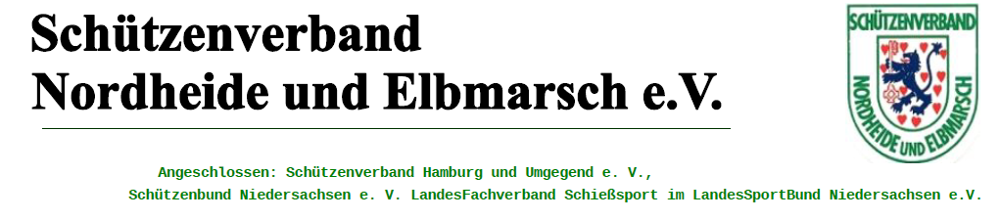 Schützenverband
Nordheide und Elbmarsch e.V.
SCHÜTZENVERBAND
NORDHEIDE UND ELBMARSCH
Angeschlossen: Schützenverband Hamburg und Umgegend e. V.,
Schützenbund Niedersachsen e. V. LandesFachverband Schießsport im LandesSportBund Niedersachsen e.V.